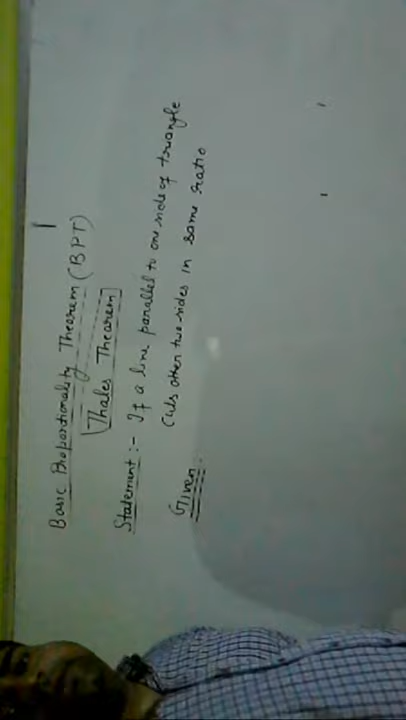 Basic Proportionality Theorem (BPT)
[Thales Theorem]
Statement :- If a line parallel to one side of triangle
cuts other two sides in same ratio
Given :